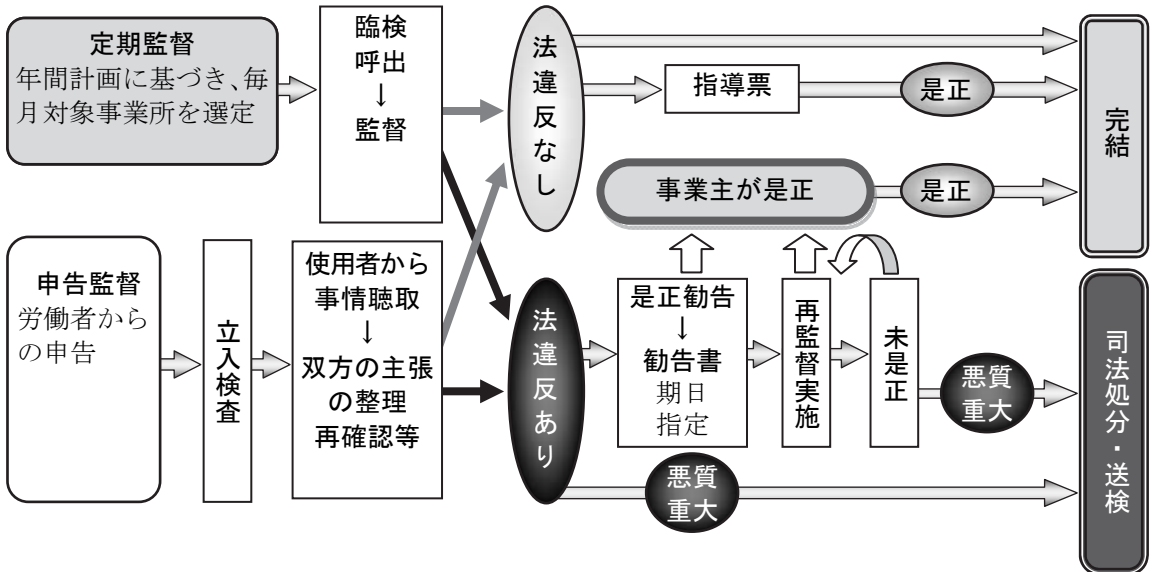 定期監督
年間計画に基づき、毎
月対象事業所を選定
臨検
呼出
↓
監督
法違反なし
指導票
是正
事業主が是正
是正
完結
申告監督
労働者から
の申告
立入検査
使用者から
事情聴取
↓
双方の主張
の整理
再確認等
法違反あり
是正勧告
↓
勧告書
期日
指定
再監督実施
未是正
悪質
重大
悪質
重大
司法処分・送検